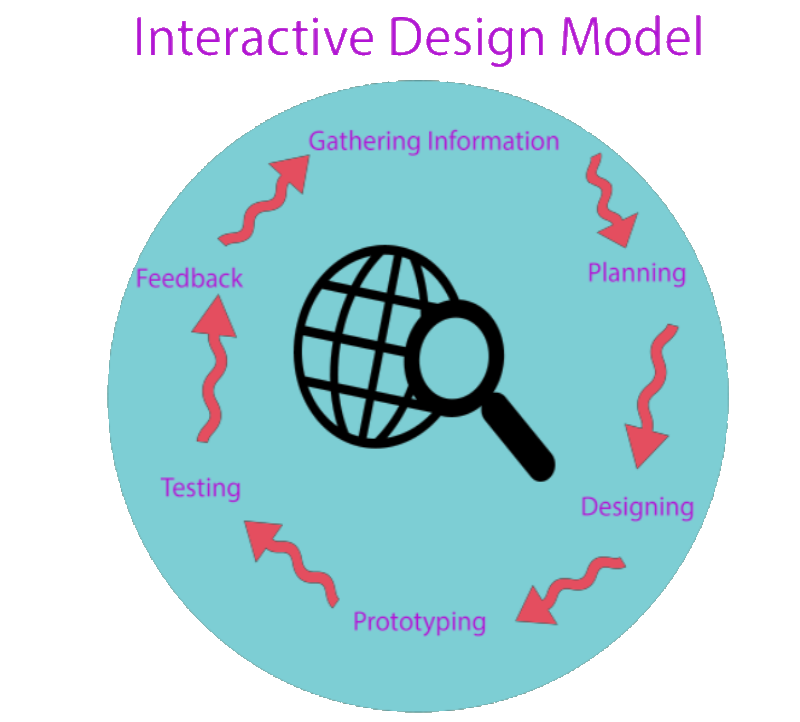 Interactive Design Model
Gathering Information
Planning
Designing
Prototyping
Testing
Feedback